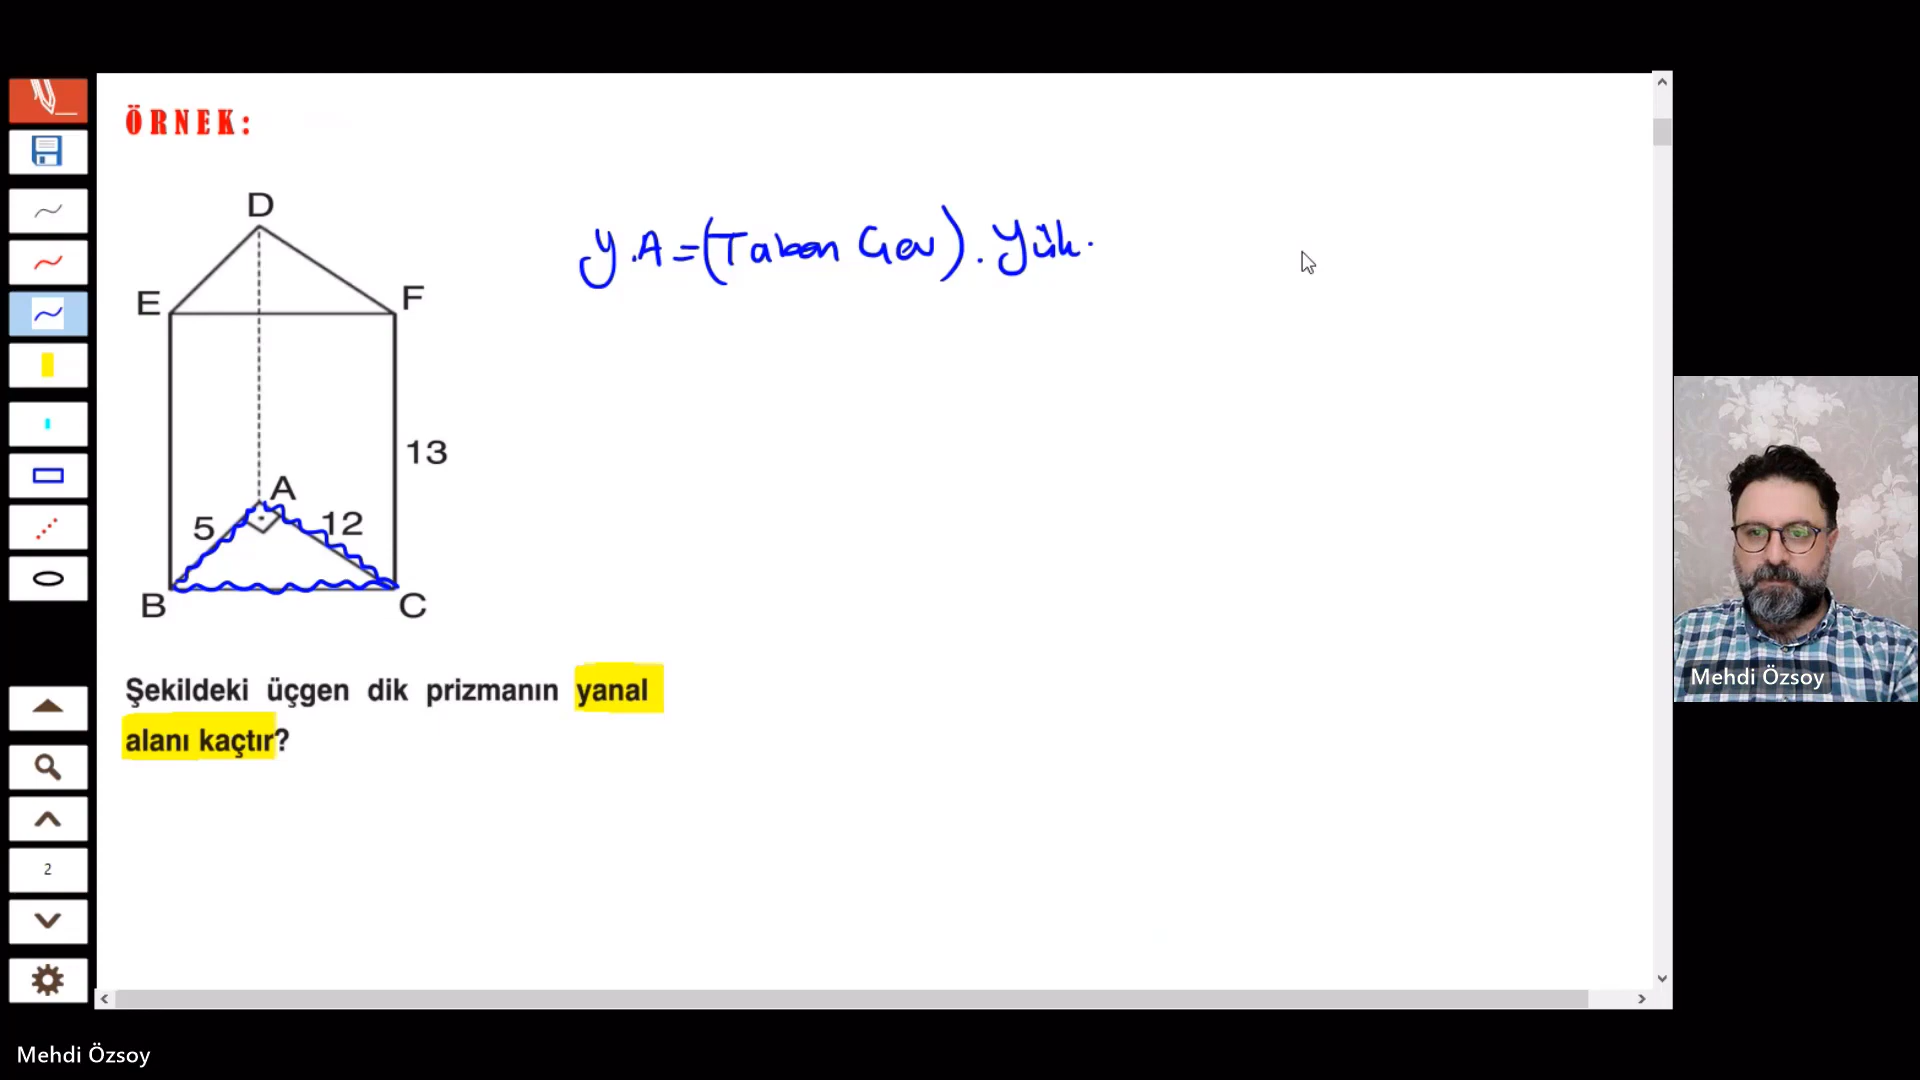 ÖRNEK:
D
y.A=(Taban Çev).Yük.
E
F
13
A
5
12
B
C
Şekildeki üçgen dik prizmanın yanal
alanı kaçtır?
Mehdi Özsoy
2
Mehdi Özsoy